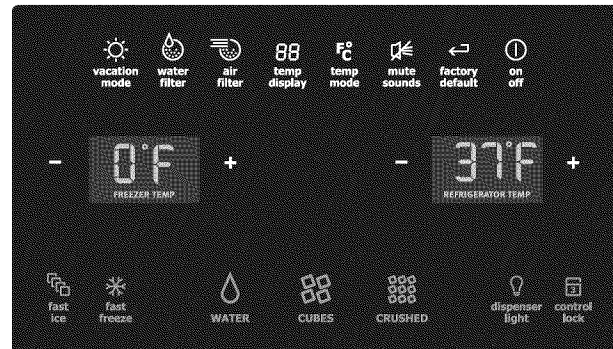 88 F°C
vacation water air temp temp mute factory on
mode filter filter display mode sounds default off
0°F 37°F
FREEZER TEMP REFRIGERATOR TEMP
fast fast WATER CUBES CRUSHED dispenser control
ice freeze light lock